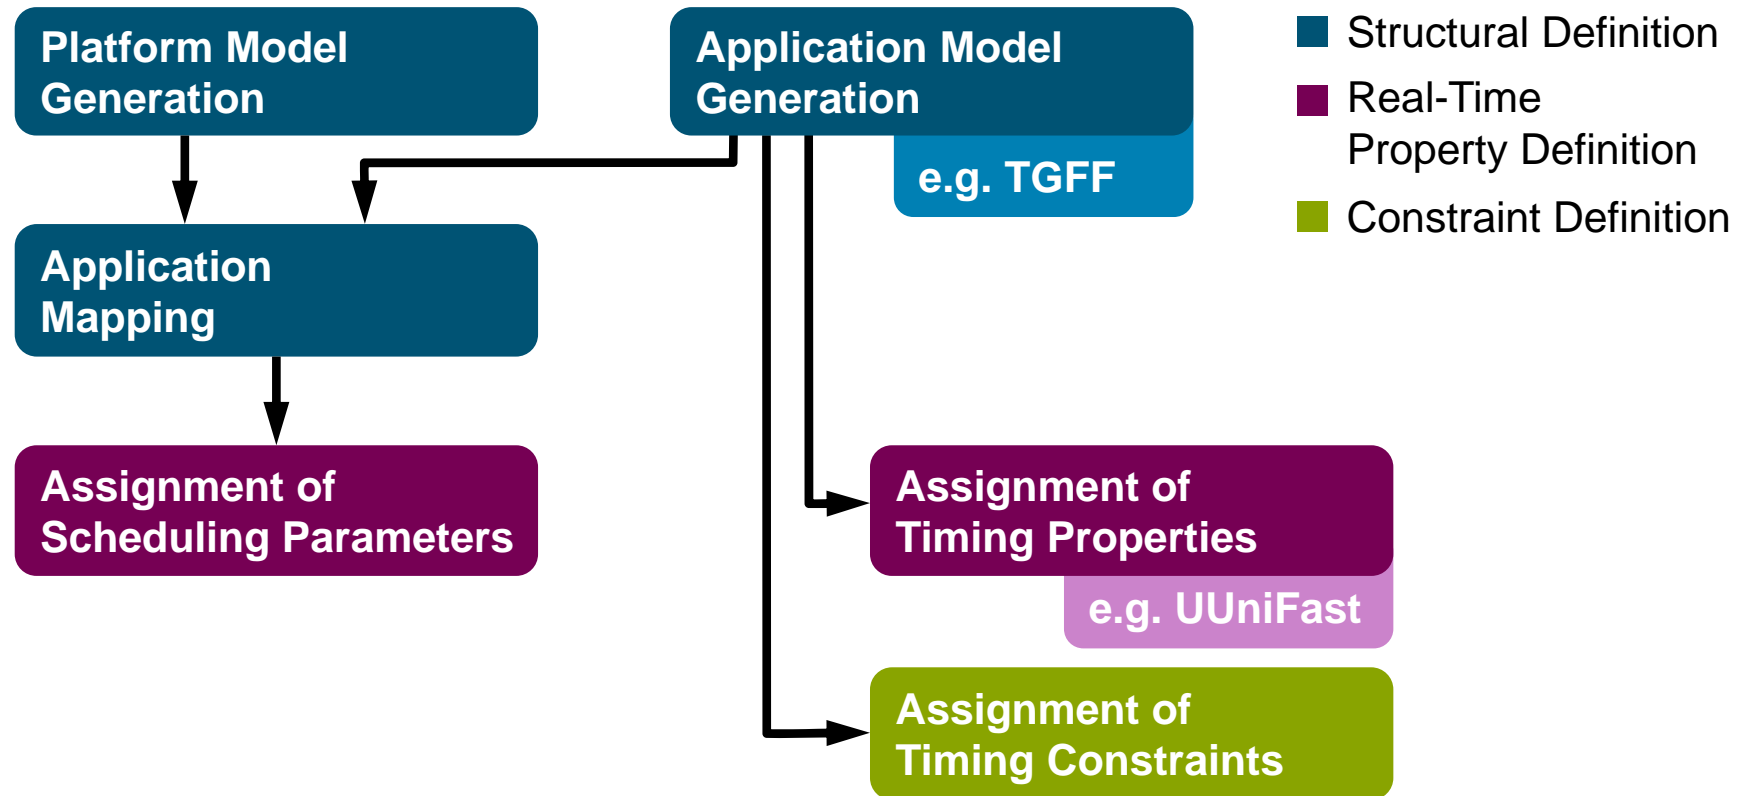 Platform Model
Generation
Application Model
Generation
e.g. TGFF
Structural Definition
Real-Time
Property Definition
Constraint Definition
Application
Mapping
Assignment of
Scheduling Parameters
Assignment of
Timing Properties
e.g. UUniFast
Assignment of
Timing Constraints